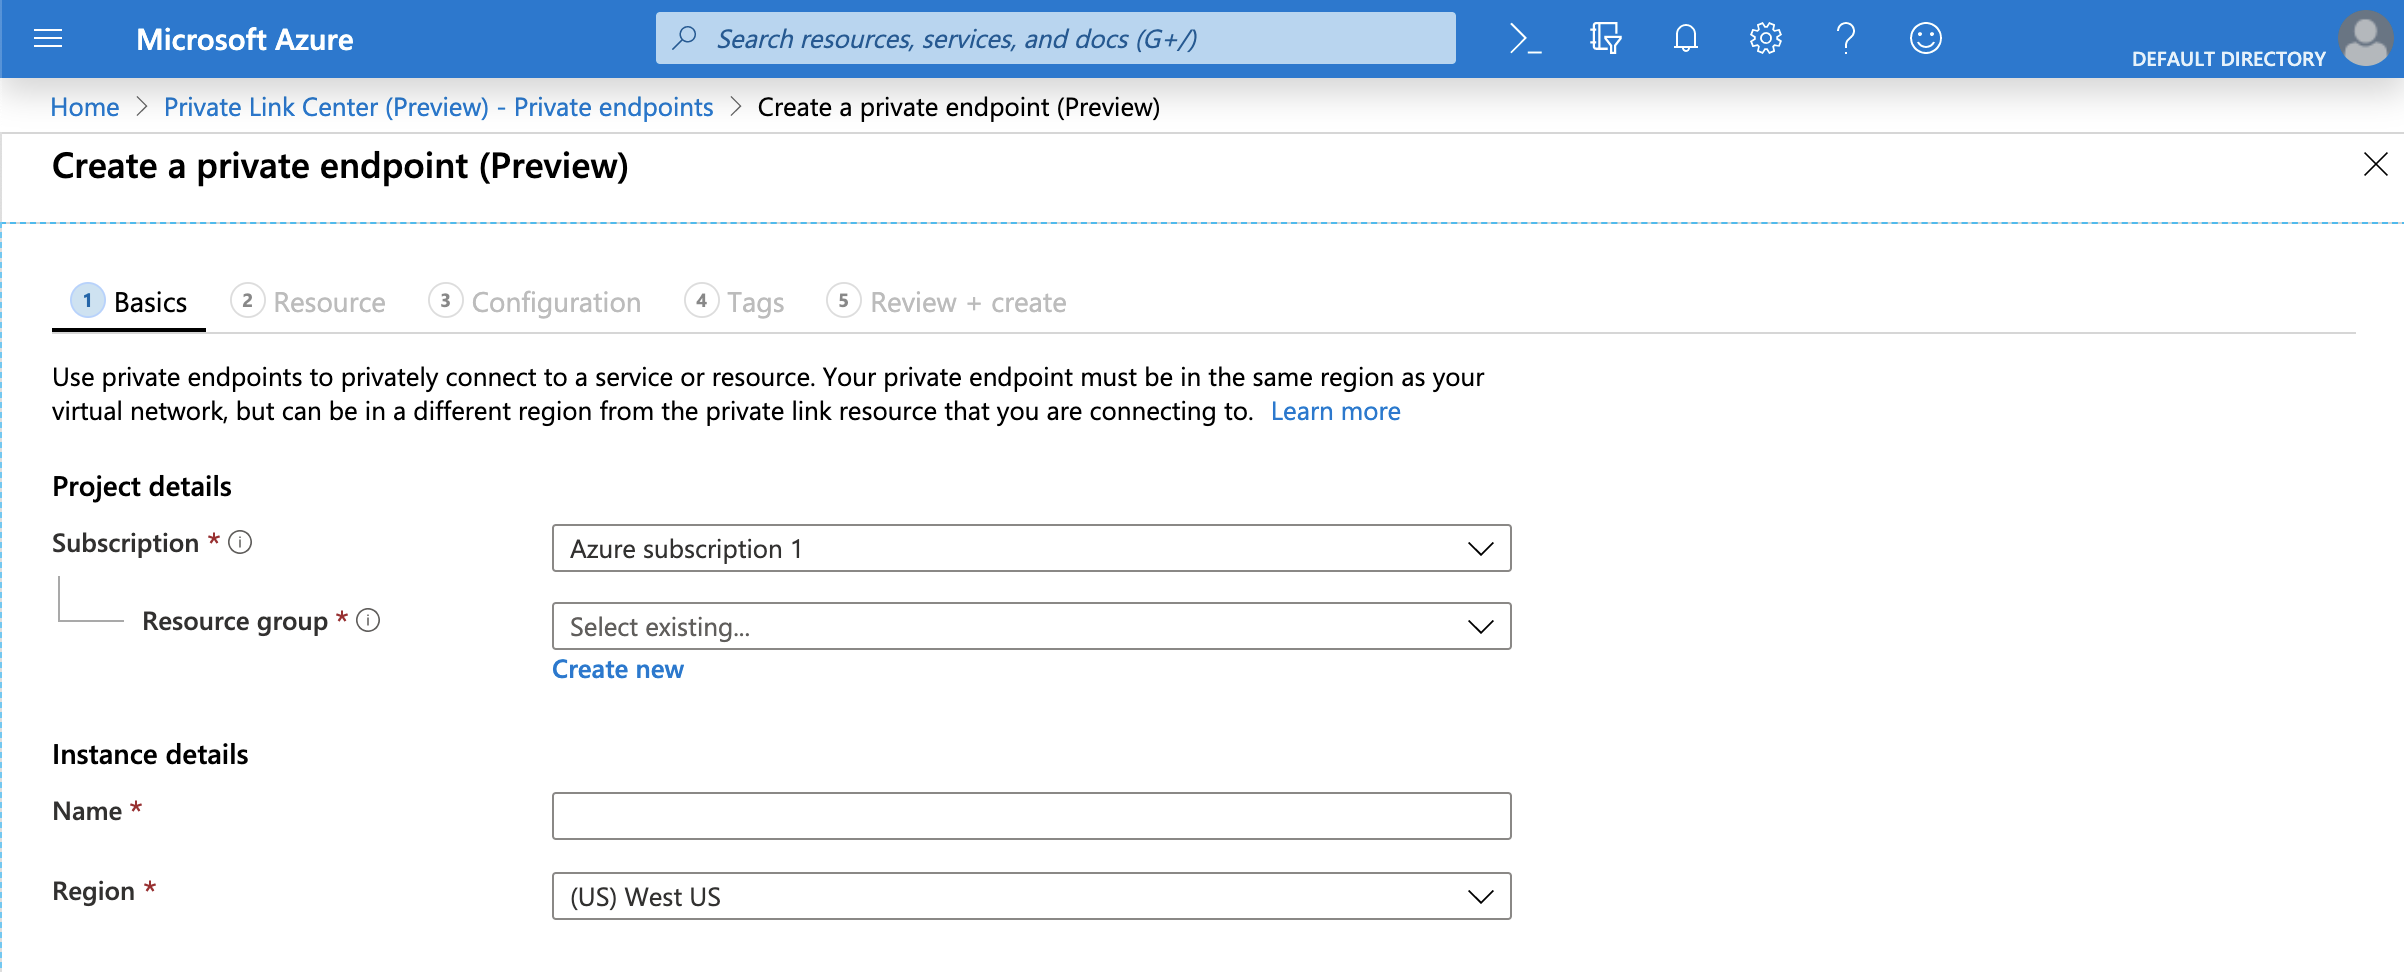 Microsoft Azure
Search resources, services, and docs (G+/)
DEFAULT DIRECTORY
Home > Private Link Center (Preview) - Private endpoints > Create a private endpoint (Preview)
Create a private endpoint (Preview)
1 Basics 2 Resource 3 Configuration 4 Tags 5 Review + create
Use private endpoints to privately connect to a service or resource. Your private endpoint must be in the same region as your
virtual network, but can be in a different region from the private link resource that you are connecting to. Learn more
Project details
Subscription * Azure subscription 1
Resource group * Select existing...
Create new
Instance details
Name *
Region * (US) West US